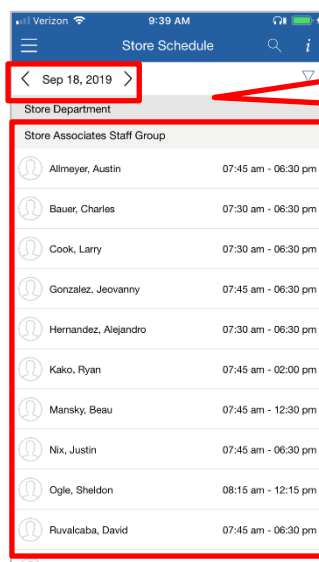 Verizon 9:39 AM
Store Schedule
Sep 18, 2019
Store Department
Store Associates Staff Group
Allmeyer, Austin 07:45 am - 06:30 pm
Bauer, Charles 07:30 am - 06:30 pm
Cook, Larry 07:30 am - 06:30 pm
Gonzalez, Jeovanny 07:45 am - 06:30 pm
Hernandez, Alejandro 07:30 am - 06:30 pm
Kako, Ryan 07:45 am - 02:00 pm
Mansky, Beau 07:45 am - 12:30 pm
Nix, Justin 07:45 am - 06:30 pm
Ogle, Sheldon 08:15 am - 12:15 pm
Ruvalcaba, David 07:45 am - 06:30 pm